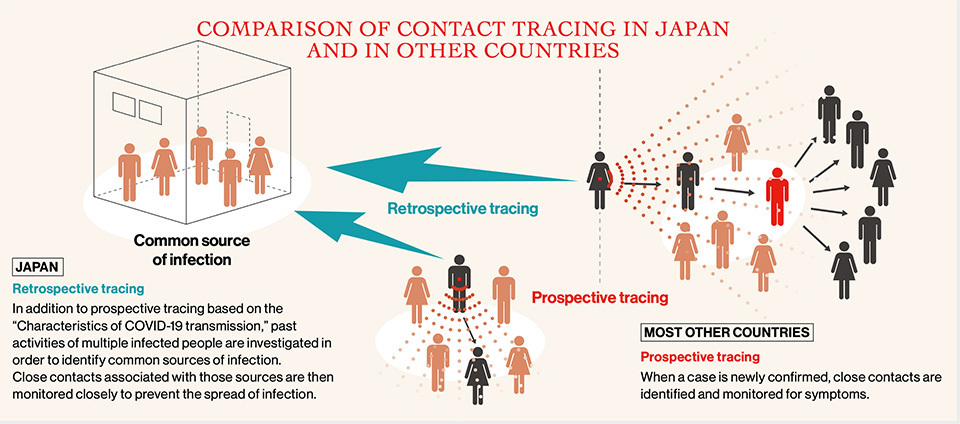 COMPARISON OF CONTACT TRACING IN JAPAN
AND IN OTHER COUNTRIES
Retrospective tracing
Common source
of infection
Prospective tracing
JAPAN
Retrospective tracing
In addition to prospective tracing based on the
“Characteristics of COVID-19 transmission,” past
activities of multiple infected people are investigated in
order to identify common sources of infection.
Close contacts associated with those sources are then
monitored closely to prevent the spread of infection.
MOST OTHER COUNTRIES
Prospective tracing
When a case is newly confirmed, close contacts are
identified and monitored for symptoms.